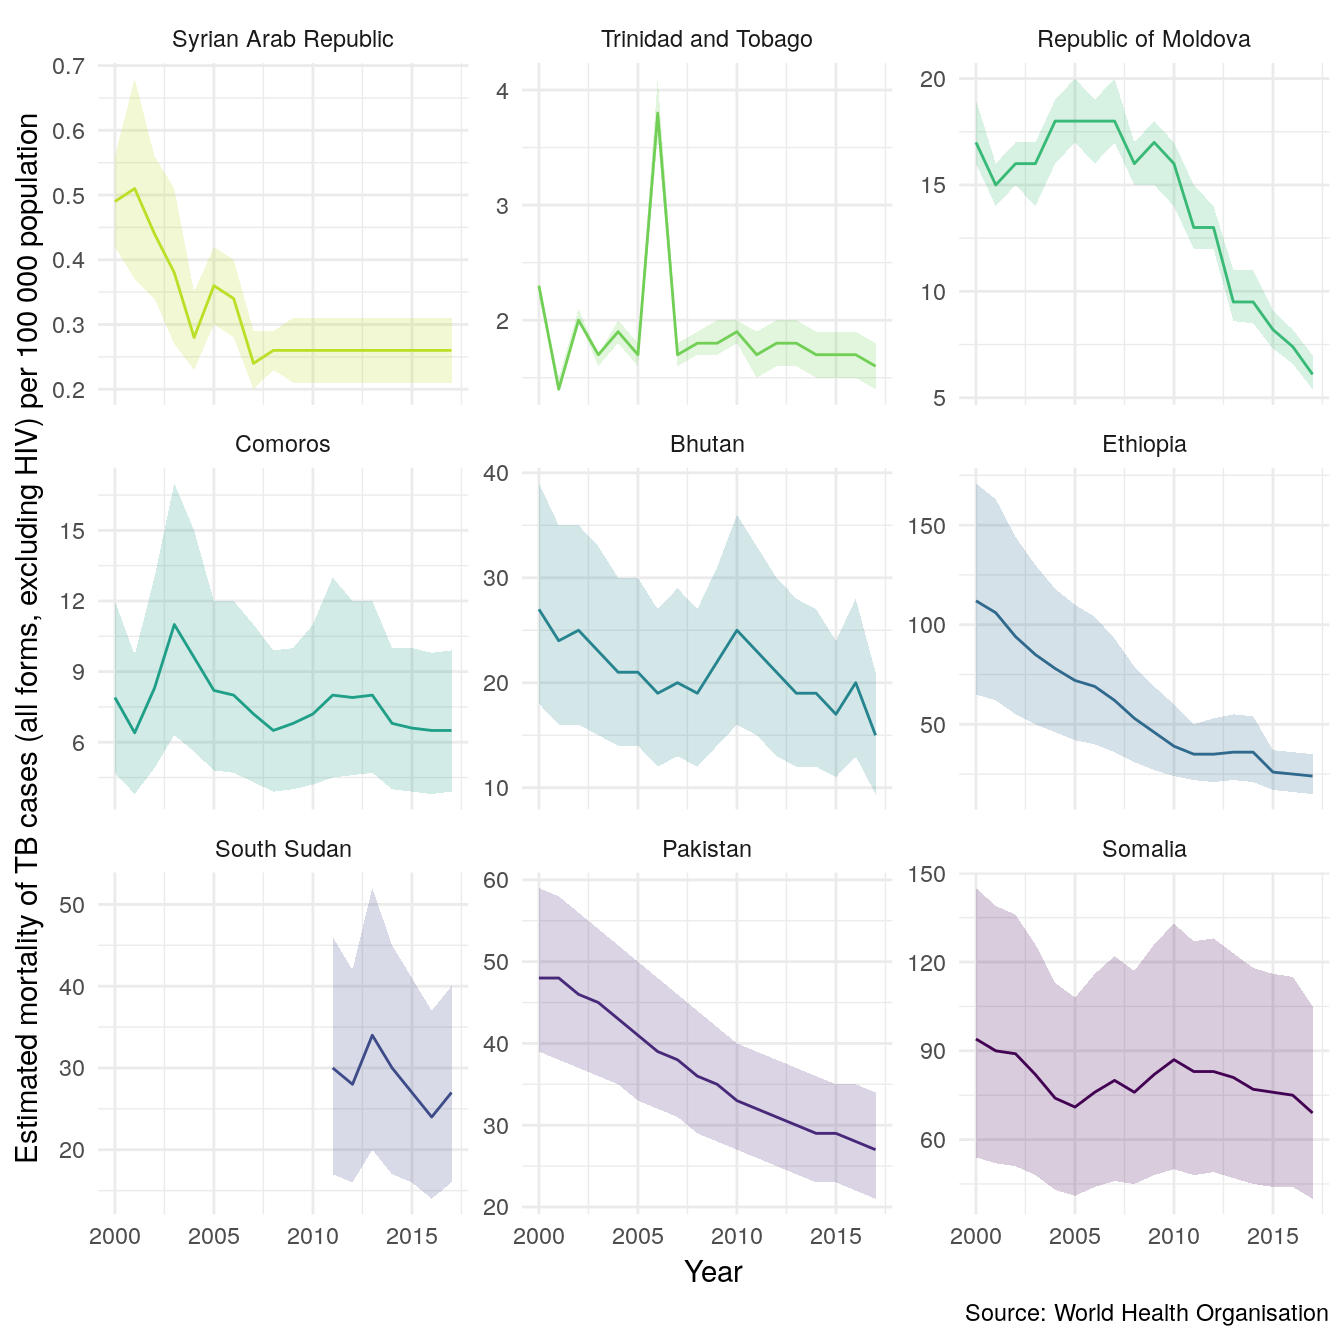 Syrian Arab Republic
Trinidad and Tobago
Republic of Moldova
0.7
0.6
0.5
0.4
0.3
0.2
4
3
2
20
15
10
5
Comoros
Bhutan
Ethiopia
15
12
9
6
40
30
20
10
150
100
50
South Sudan
Pakistan
Somalia
50
40
30
20
60
50
40
30
20
150
120
90
60
2000 2005 2010 2015
2000 2005 2010 2015
2000 2005 2010 2015
Estimated mortality of TB cases (all forms, excluding HIV) per 100 000 population
Year
Source: World Health Organisation